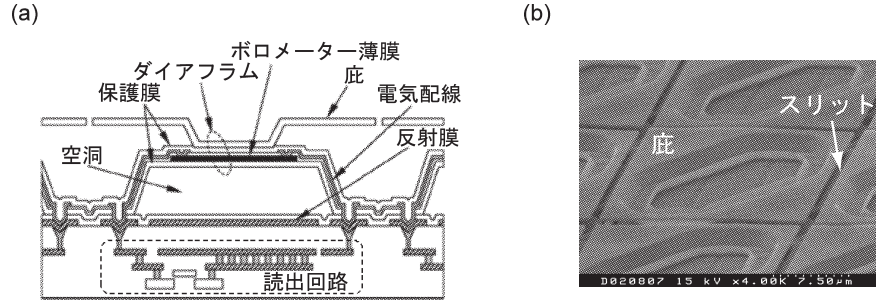 (a)
(b)
ボロメーター薄膜
ダイアフラム
庇
保護膜
電気配線
反射膜
空洞
読出回路
スリット
庇
D020807 15 kV x4.00K 7.50μm